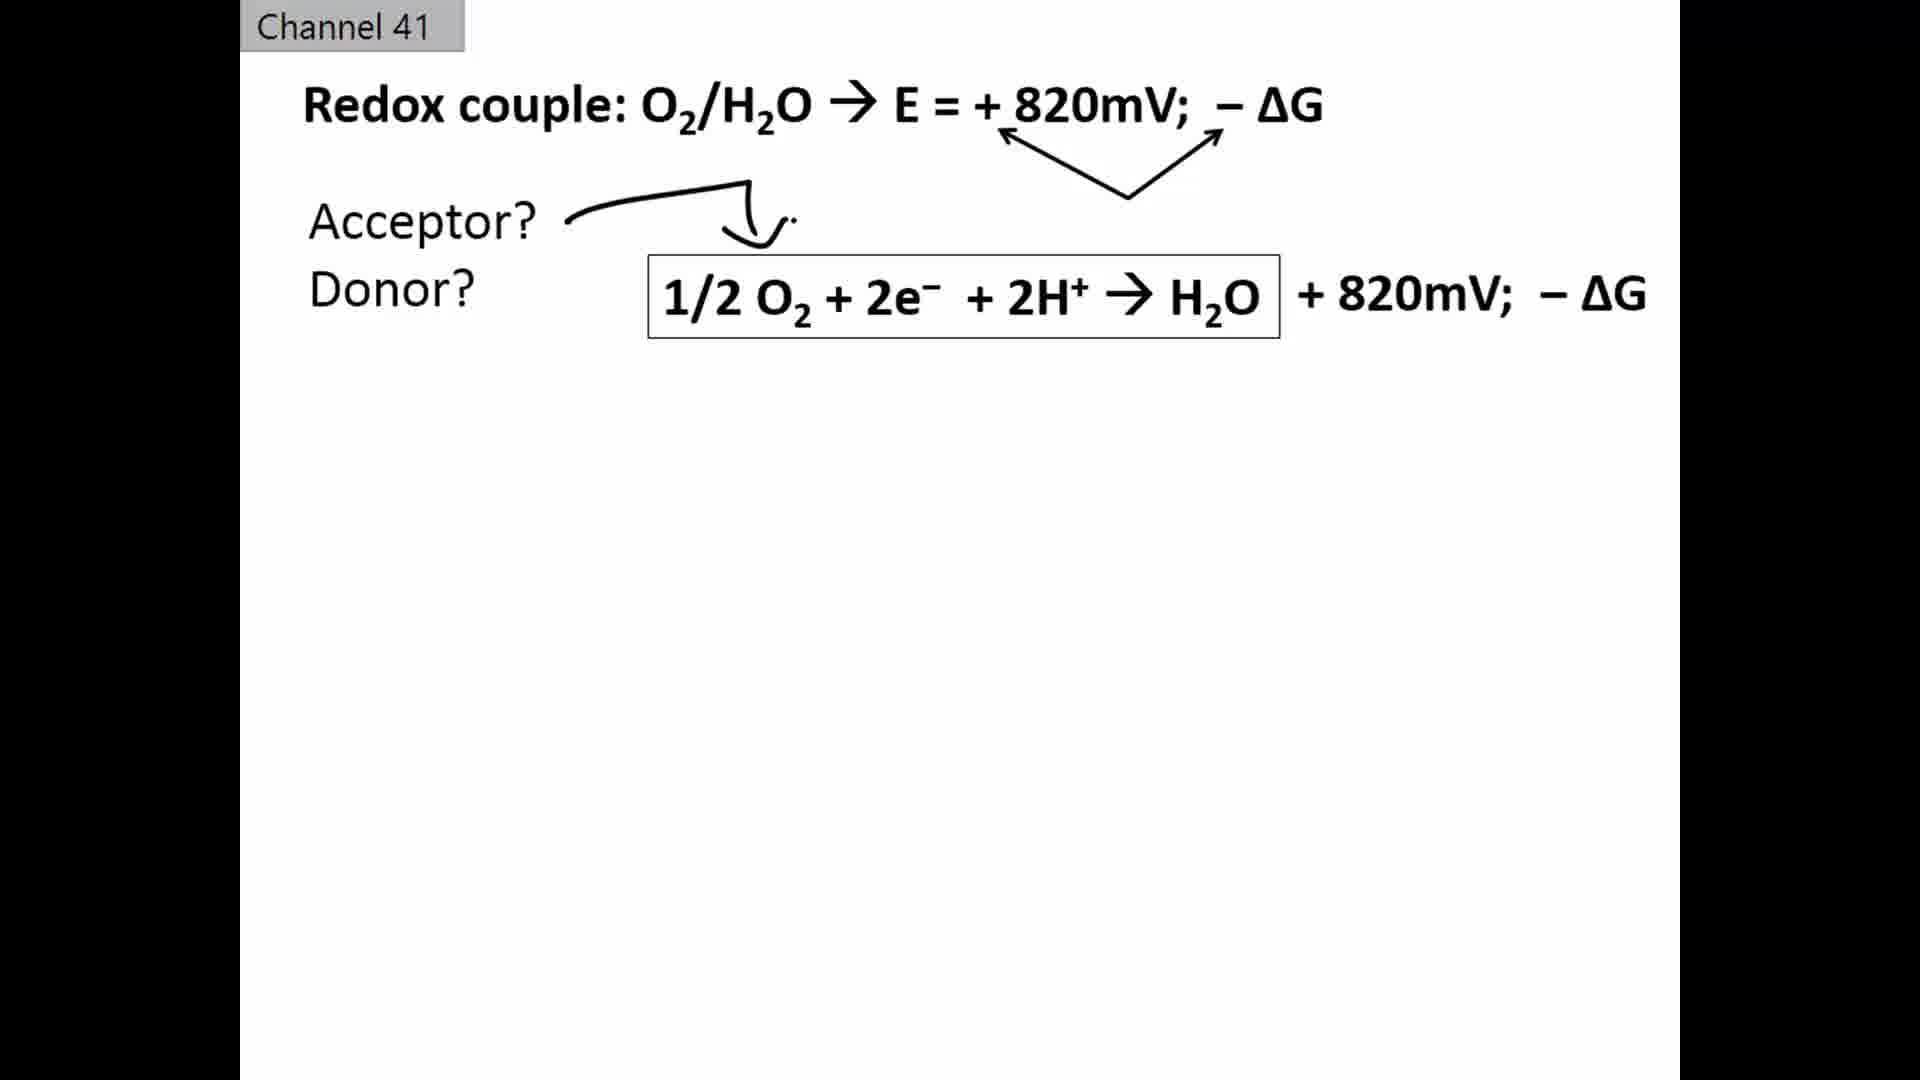 Channel 41
Redox couple: O₂/H₂O → E = + 820mV; – ΔG
Acceptor?
Donor?
1/2 O₂ + 2e⁻ + 2H⁺ → H₂O + 820mV; – ΔG